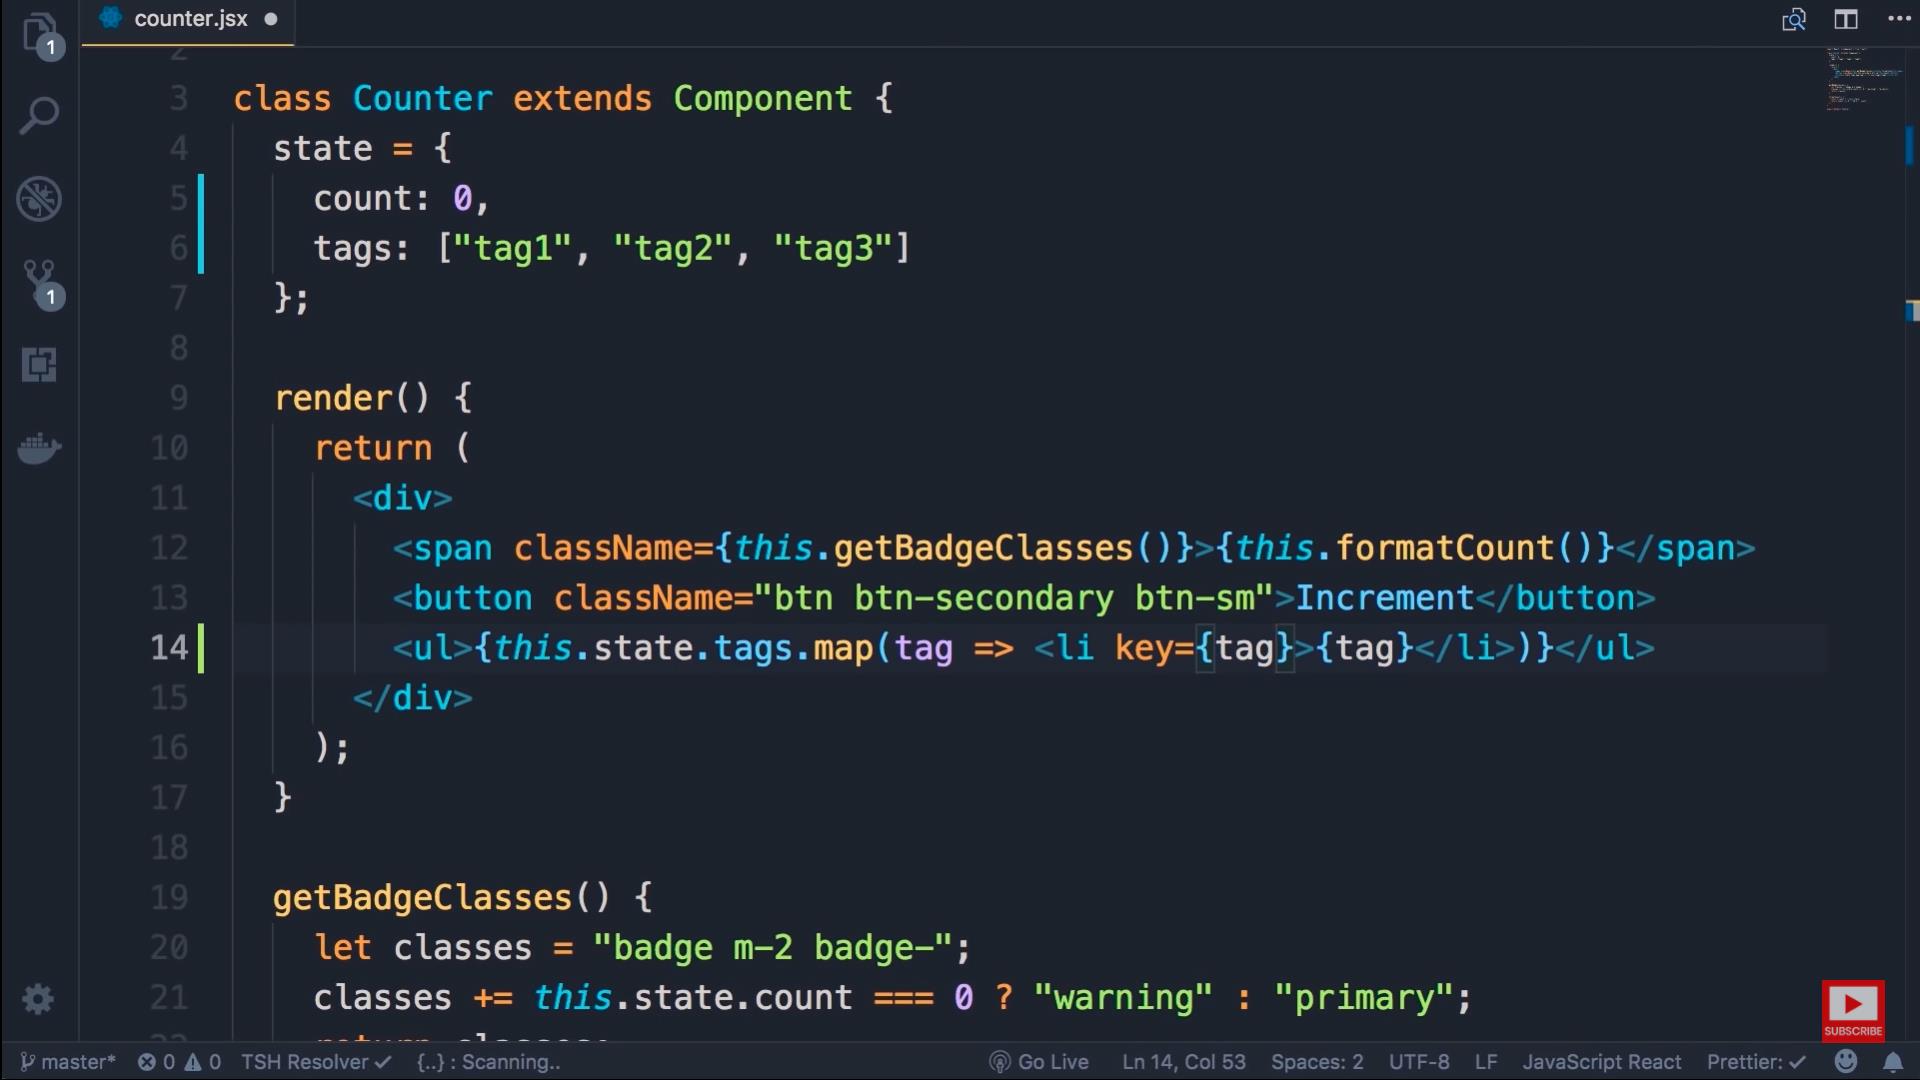 counter.jsx
1
2
3 class Counter extends Component {
4 state = {
5 count: 0,
6 tags: ["tag1", "tag2", "tag3"]
7 };
8
9 render() {
10 return (
11 <div>
12 <span className={this.getBadgeClasses()}>{this.formatCount()}</span>
13 <button className="btn btn-secondary btn-sm">Increment</button>
14 <ul>{this.state.tags.map(tag => <li key={tag}>{tag}</li>)}</ul>
15 </div>
16 );
17 }
18
19 getBadgeClasses() {
20 let classes = "badge m-2 badge-";
21 classes += this.state.count === 0 ? "warning" : "primary";
22 return classes;
1
SUBSCRIBE
master* 0 0 TSH Resolver ✓ {..} : Scanning.. Go Live Ln 14, Col 53 Spaces: 2 UTF-8 LF JavaScript React Prettier: ✓